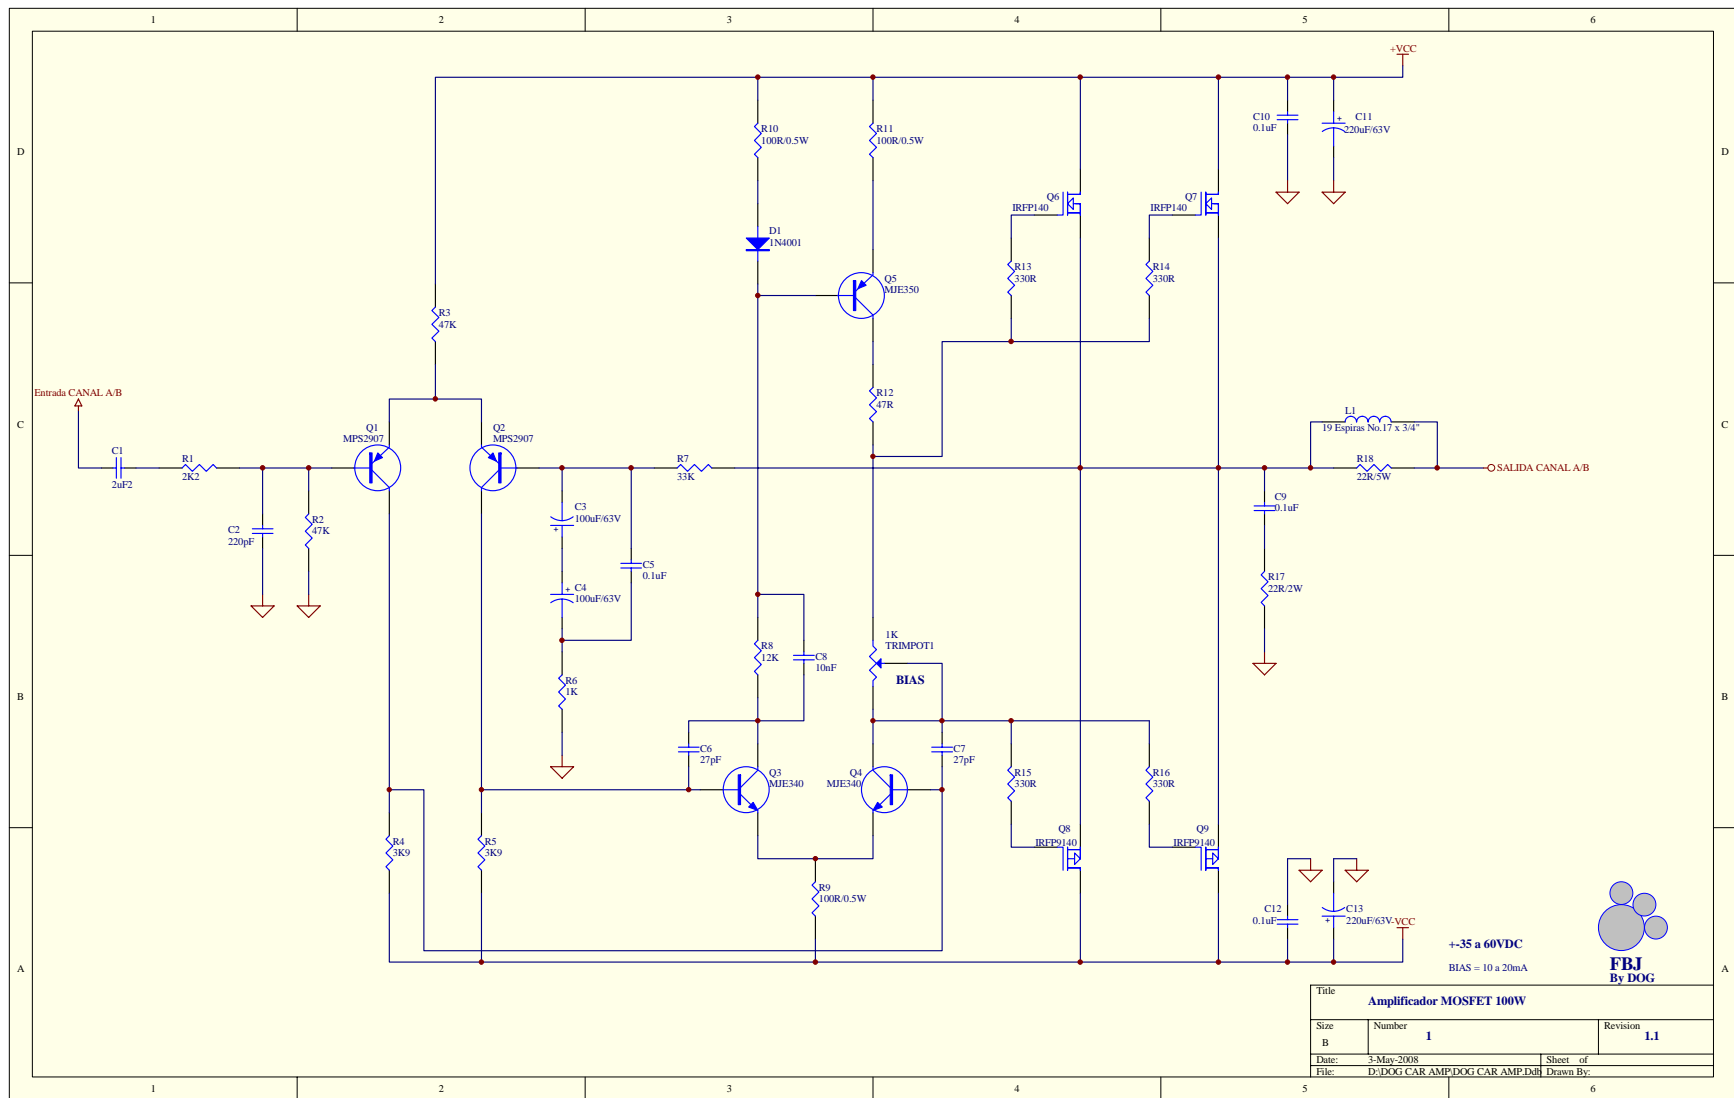 1 2 3 4 5 6
+VCC
D
D
R10
100R/0.5W
R11
100R/0.5W
C10
0.1uF
C11
220uF/63V
+
Q6
IRFP140
Q7
IRFP140
D1
1N4001
Q5
MJE350
R13
330R
R14
330R
R3
47K
Entrada CANAL A/B
C
C
R12
47R
L1
19 Espiras No.17 x 3/4"
Q1
MPS2907
Q2
MPS2907
C1
2uF2
R1
2K2
R7
33K
R18
22R/5W
SALIDA CANAL A/B
C9
0.1uF
C3
100uF/63V
+
C2
220pF
R2
47K
C5
0.1uF
C4
100uF/63V
+
R17
22R/2W
1K
TRIMPOT1
BIAS
R8
12K
C8
10nF
R6
1K
B
B
C6
27pF
C7
27pF
Q3
MJE340
Q4
MJE340
R15
330R
R16
330R
Q8
IRFP9140
Q9
IRFP9140
R4
3K9
R5
3K9
R9
100R/0.5W
C12
0.1uF
C13
220uF/63V
+
-VCC
+-35 a 60VDC
BIAS = 10 a 20mA
A
A
FBJ
By DOG
Title
Amplificador MOSFET 100W
Size
B
Number
1
Revision
1.1
Date: 3-May-2008 Sheet of
File: D:\DOG CAR AMP\DOG CAR AMP.Ddb Drawn By:
1 2 3 4 5 6